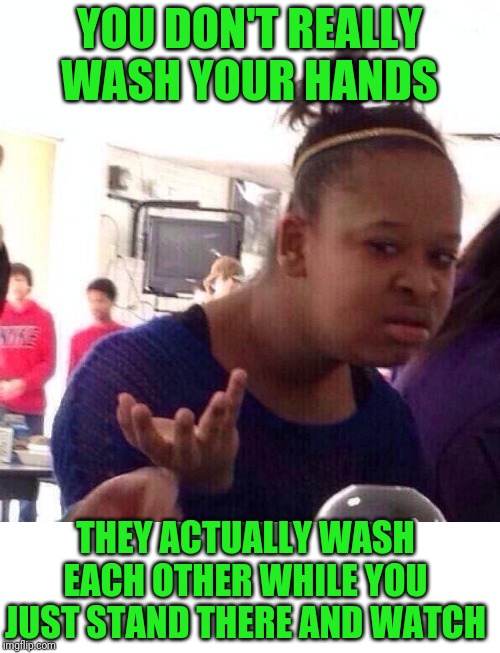 YOU DON'T REALLY
WASH YOUR HANDS
THEY ACTUALLY WASH
EACH OTHER WHILE YOU
JUST STAND THERE AND WATCH
imgflip.com